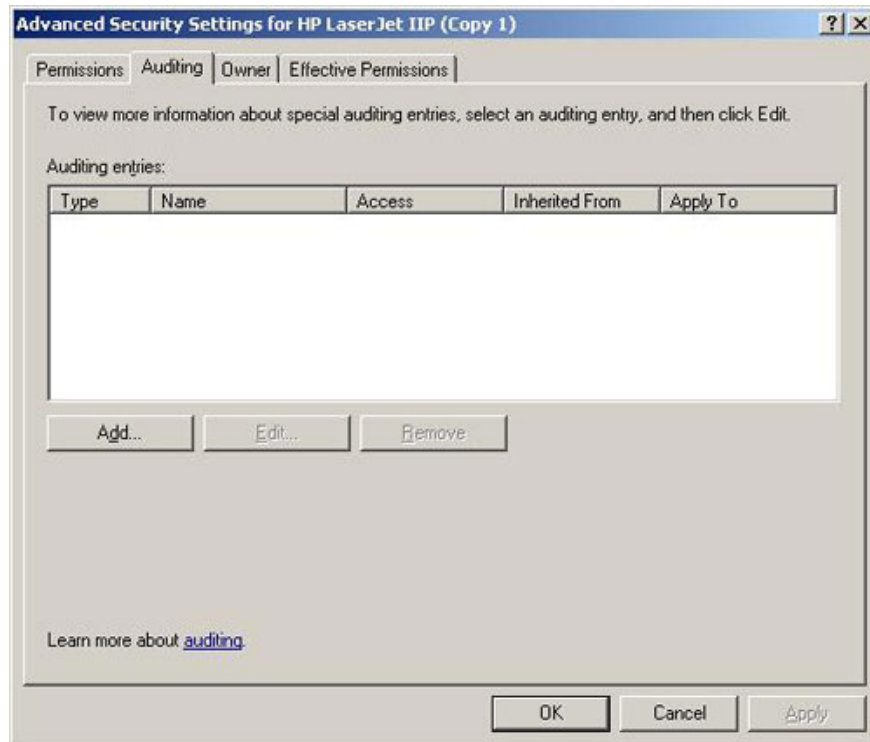 Advanced Security Settings for HP LaserJet IIP (Copy 1)
Permissions Auditing Owner Effective Permissions
To view more information about special auditing entries, select an auditing entry, and then click Edit.
Auditing entries:
Type Name Access Inherited From Apply To
Add... Edit... Remove
Learn more about auditing.
OK Cancel Apply